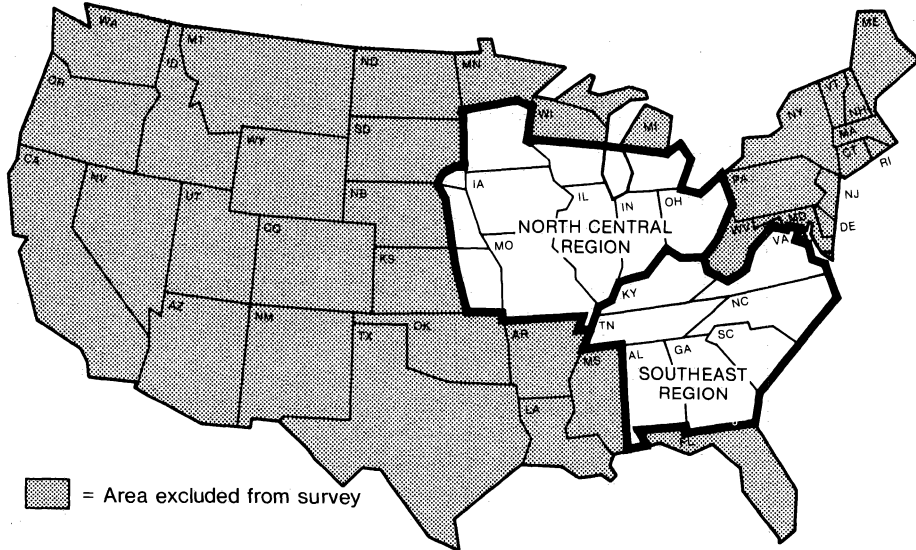 WA
MT
ND
MN
ME
ID
OR
VT
NH
NY
WI
MI
SD
MA
WY
CT
RI
CA
PA
IA
NV
NB
UT
IL
IN
OH
NJ
CO
WV
MD
DE
NORTH CENTRAL
REGION
MO
VA
KS
KY
AZ
NC
NM
TN
OK
TX
AR
SC
AL
GA
MS
SOUTHEAST
REGION
LA
FL
= Area excluded from survey